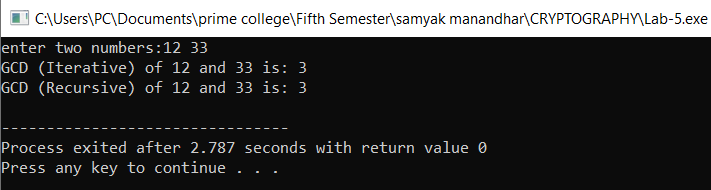 C:\Users\PC\Documents\prime college\Fifth Semester\samyak manandhar\CRYPTOGRAPHY\Lab-5.exe
enter two numbers:12 33
GCD (Iterative) of 12 and 33 is: 3
GCD (Recursive) of 12 and 33 is: 3
--------------------------------
Process exited after 2.787 seconds with return value 0
Press any key to continue . . .